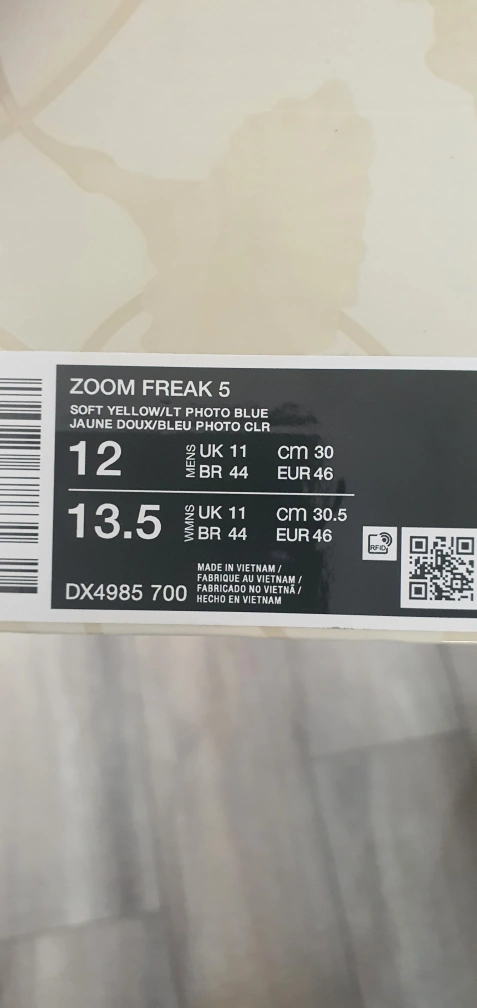 ZOOM FREAK 5
SOFT YELLOW/LT PHOTO BLUE
JAUNE DOUX/BLEU PHOTO CLR
12 MENS UK 11 cm 30
BR 44 EUR 46
13.5 WMNS UK 11 cm 30.5
BR 44 EUR 46
RFID
MADE IN VIETNAM /
FABRIQUE AU VIETNAM /
FABRICADO NO VIETNÃ /
HECHO EN VIETNAM
DX4985 700